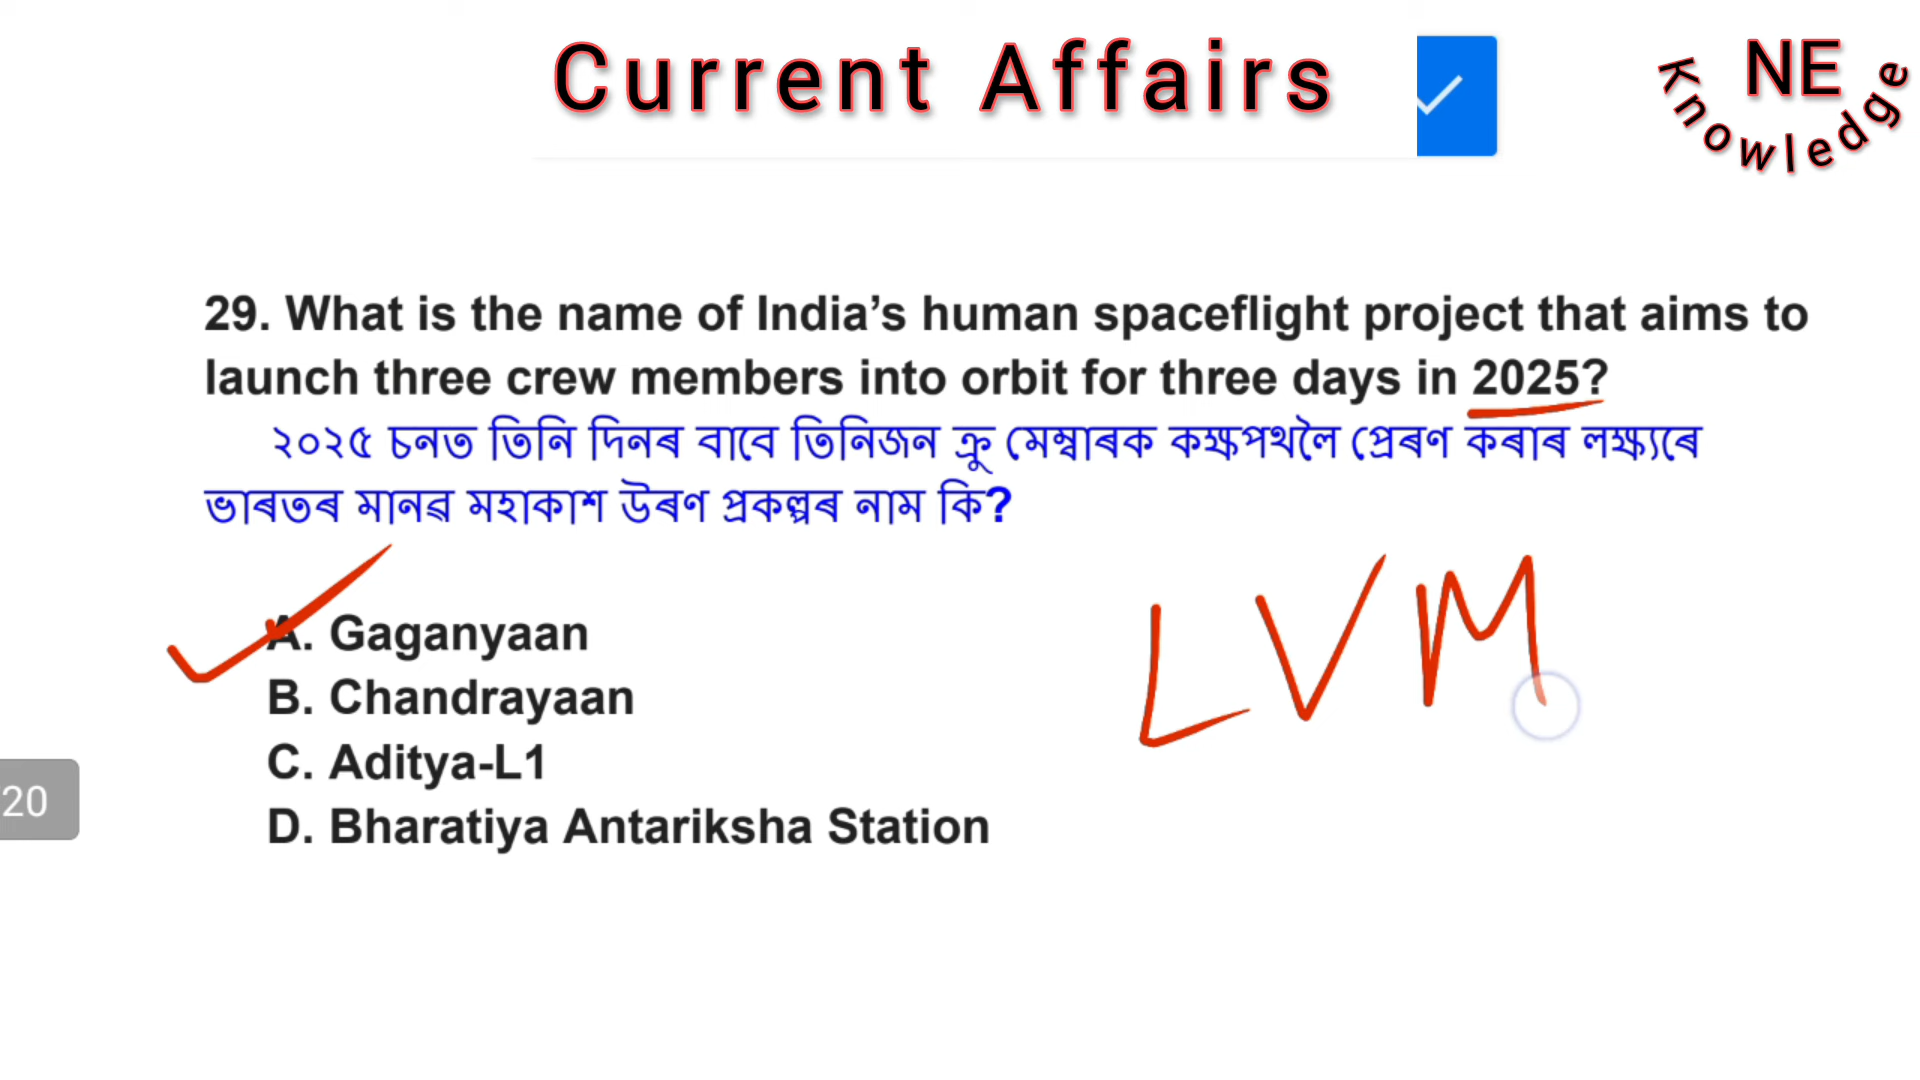 Current Affairs
NE
Knowledge
29. What is the name of India’s human spaceflight project that aims to
launch three crew members into orbit for three days in 2025?
২০২৫ চনত তিনি দিনৰ বাবে তিনিজন ক্ৰু মেম্বাৰক কক্ষপথলৈ প্ৰেৰণ কৰাৰ লক্ষ্যৰে
ভাৰতৰ মানৱ মহাকাশ উৰণ প্ৰকল্পৰ নাম কি?
A. Gaganyaan
B. Chandrayaan
C. Aditya-L1
D. Bharatiya Antariksha Station
LVM
20